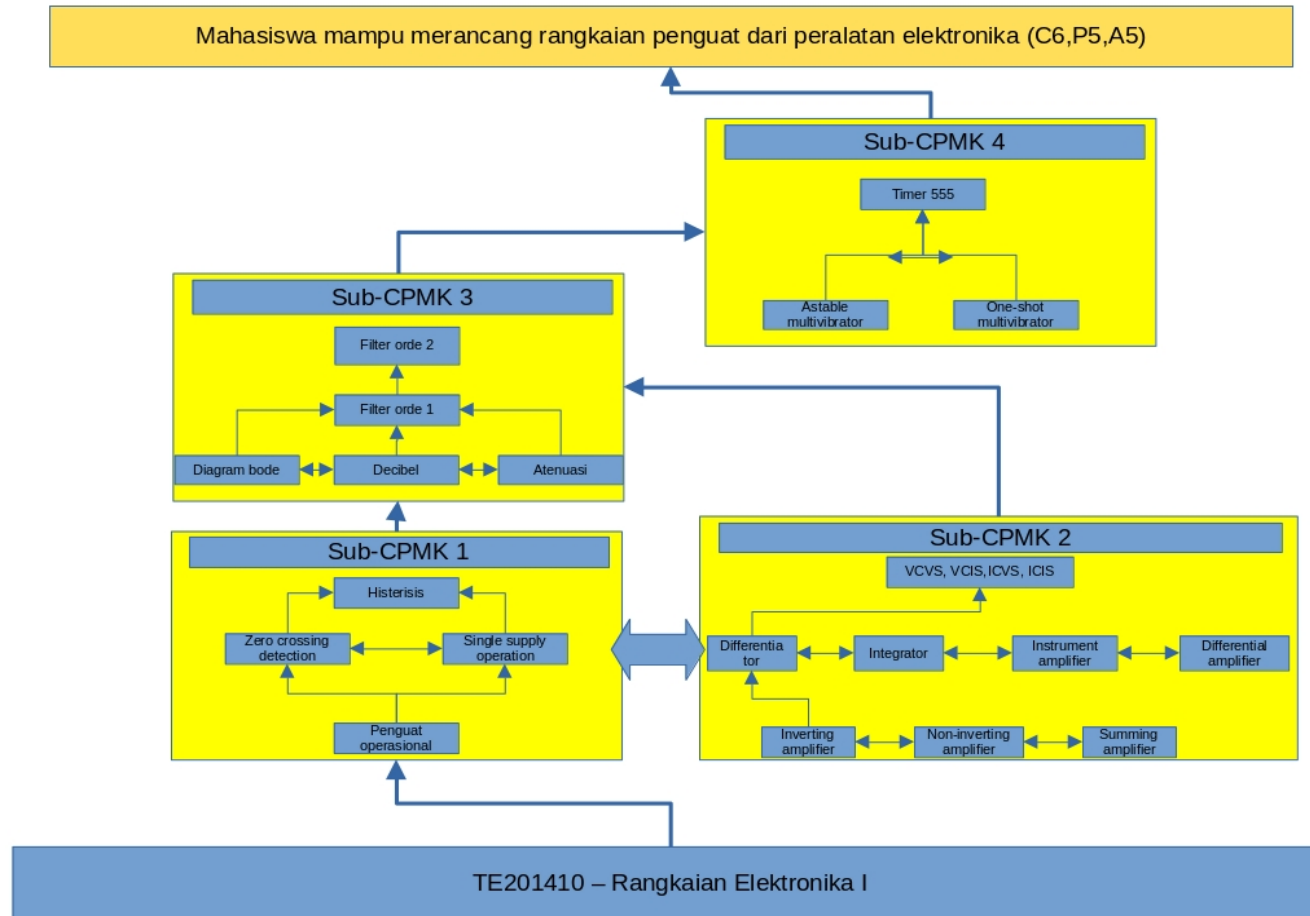 Mahasiswa mampu merancang rangkaian penguat dari peralatan elektronika (C6,P5,A5)
Sub-CPMK 4
Timer 555
Astable
multivibrator
One-shot
multivibrator
Sub-CPMK 3
Filter orde 2
Filter orde 1
Diagram bode
Decibel
Atenuasi
Sub-CPMK 1
Histerisis
Zero crossing
detection
Single supply
operation
Penguat
operasional
Sub-CPMK 2
VCVS, VCIS,ICVS, ICIS
Differentia
tor
Integrator
Instrument
amplifier
Differential
amplifier
Inverting
amplifier
Non-inverting
amplifier
Summing
amplifier
TE201410 – Rangkaian Elektronika I